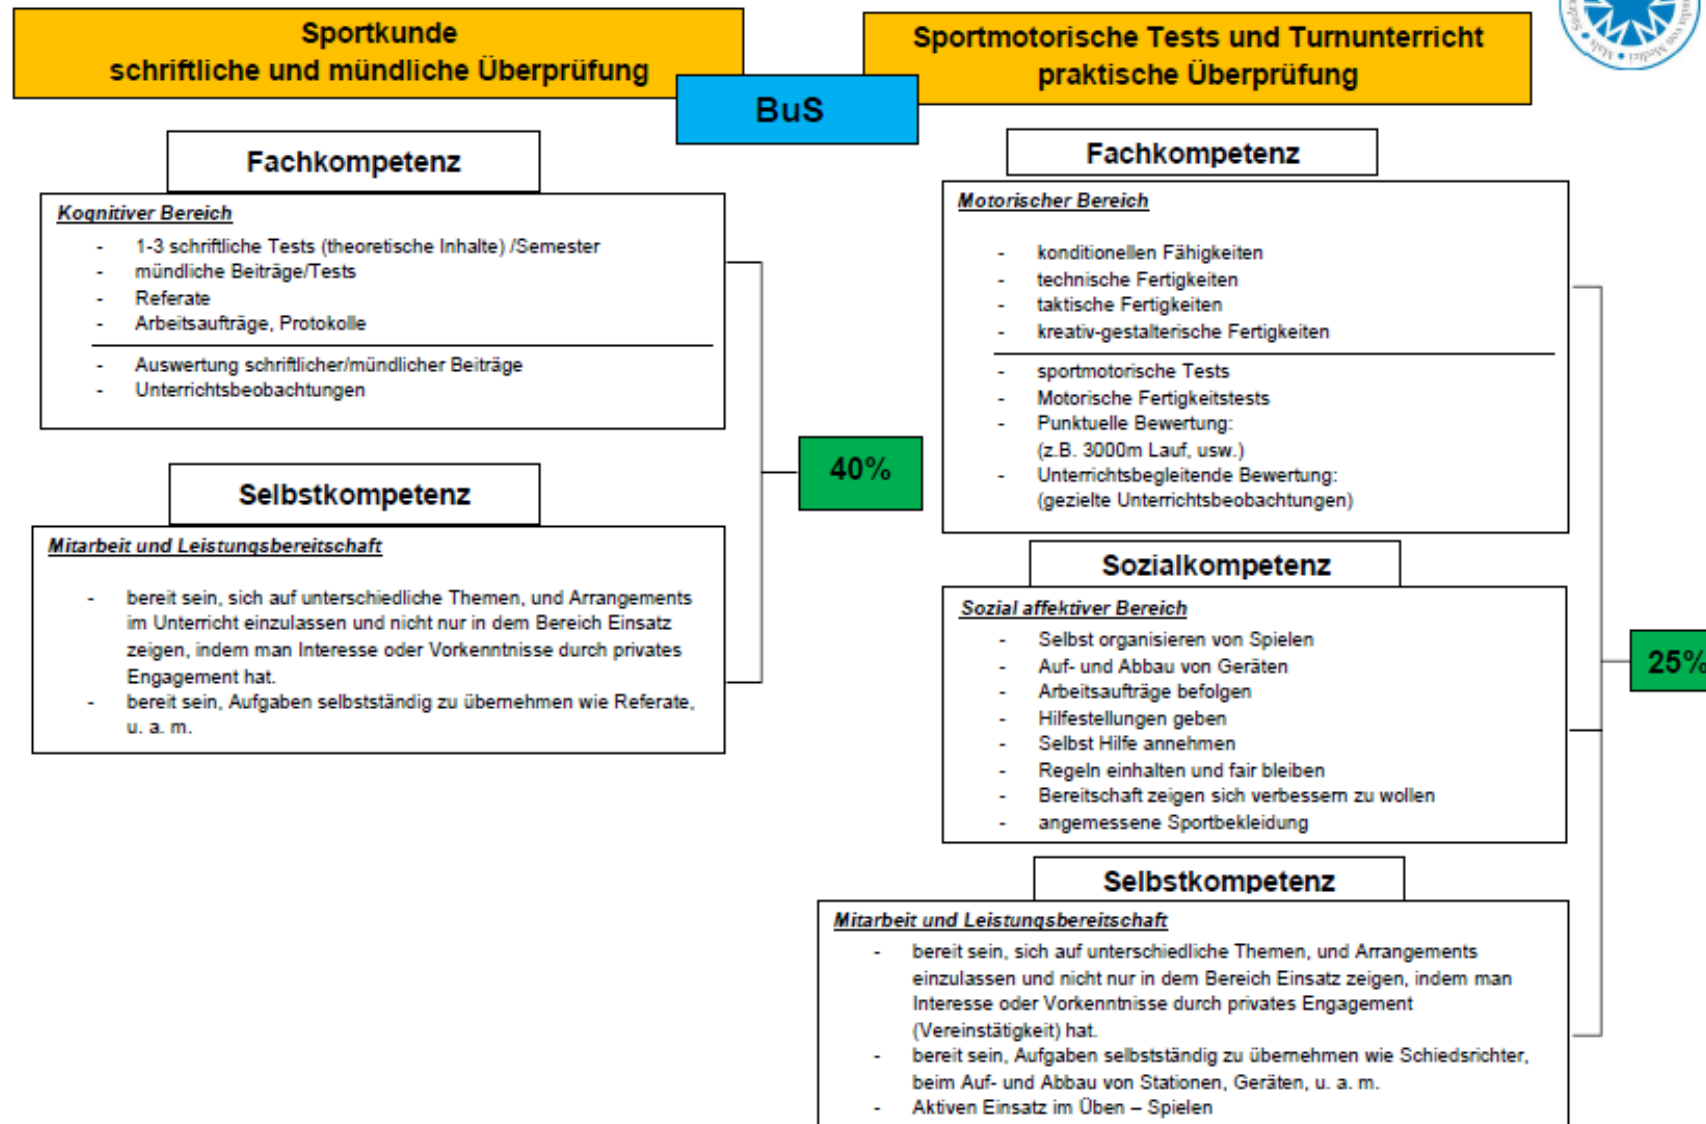 Sportkunde
schriftliche und mündliche Überprüfung
BuS
Sportmotorische Tests und Turnunterricht
praktische Überprüfung
Fachkompetenz
Kognitiver Bereich
- 1-3 schriftliche Tests (theoretische Inhalte) /Semester
- mündliche Beiträge/Tests
- Referate
- Arbeitsaufträge, Protokolle
- Auswertung schriftlicher/mündlicher Beiträge
- Unterrichtsbeobachtungen
Selbstkompetenz
Mitarbeit und Leistungsbereitschaft
- bereit sein, sich auf unterschiedliche Themen, und Arrangements
im Unterricht einzulassen und nicht nur in dem Bereich Einsatz
zeigen, indem man Interesse oder Vorkenntnisse durch privates
Engagement hat.
- bereit sein, Aufgaben selbstständig zu übernehmen wie Referate,
u. a. m.
40%
Fachkompetenz
Motorischer Bereich
- konditionellen Fähigkeiten
- technische Fertigkeiten
- taktische Fertigkeiten
- kreativ-gestalterische Fertigkeiten
- sportmotorische Tests
- Motorische Fertigkeitstests
- Punktuelle Bewertung:
(z.B. 3000m Lauf, usw.)
- Unterrichtsbegleitende Bewertung:
(gezielte Unterrichtsbeobachtungen)
Sozialkompetenz
Sozial affektiver Bereich
- Selbst organisieren von Spielen
- Auf- und Abbau von Geräten
- Arbeitsaufträge befolgen
- Hilfestellungen geben
- Selbst Hilfe annehmen
- Regeln einhalten und fair bleiben
- Bereitschaft zeigen sich verbessern zu wollen
- angemessene Sportbekleidung
25%
Selbstkompetenz
Mitarbeit und Leistungsbereitschaft
- bereit sein, sich auf unterschiedliche Themen, und Arrangements
einzulassen und nicht nur in dem Bereich Einsatz zeigen, indem man
Interesse oder Vorkenntnisse durch privates Engagement
(Vereinstätigkeit) hat.
- bereit sein, Aufgaben selbstständig zu übernehmen wie Schiedsrichter,
beim Auf- und Abbau von Stationen, Geräten, u. a. m.
- Aktiven Einsatz im Üben – Spielen